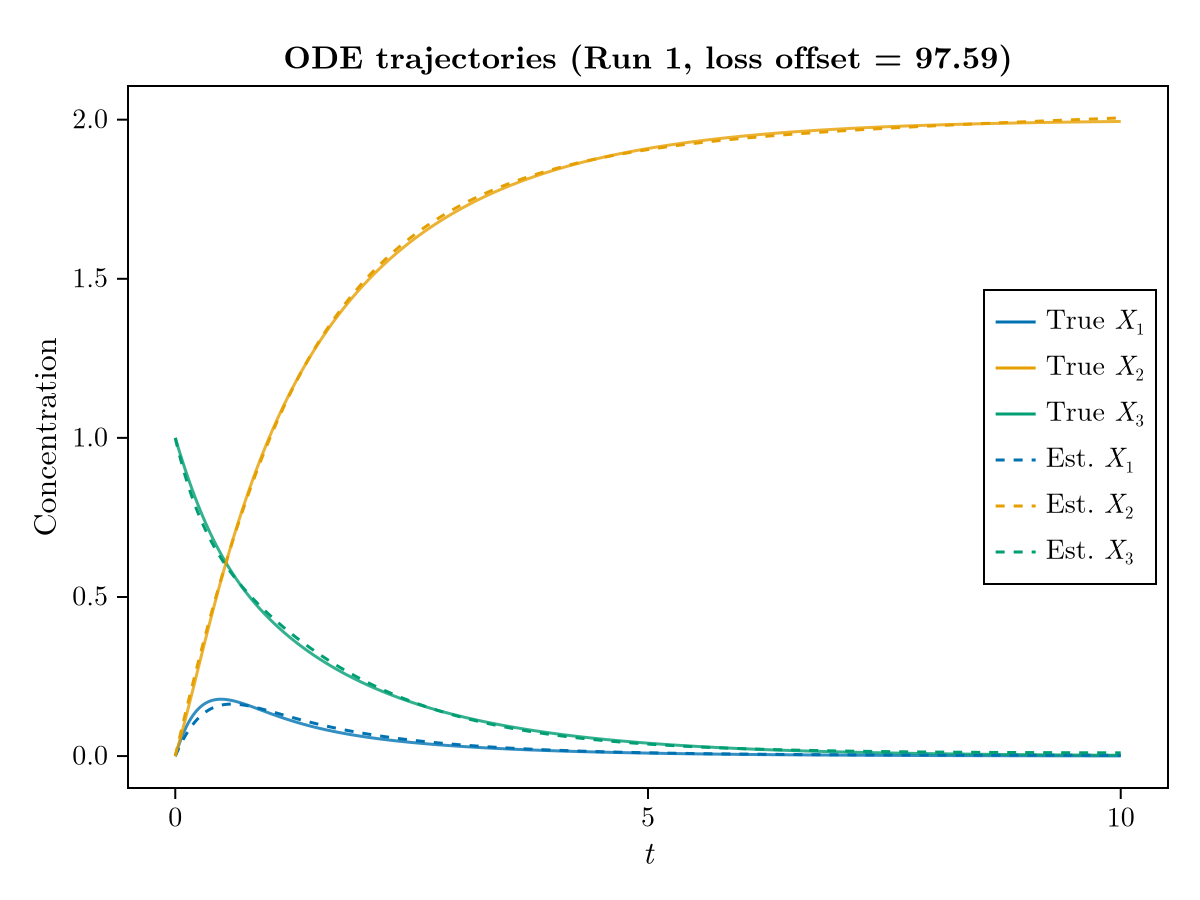 ODE trajectories (Run 1, loss offset = 97.59)
Concentration
2.0
1.5
1.0
0.5
0.0
0
5
10
t
True X₁
True X₂
True X₃
Est. X₁
Est. X₂
Est. X₃